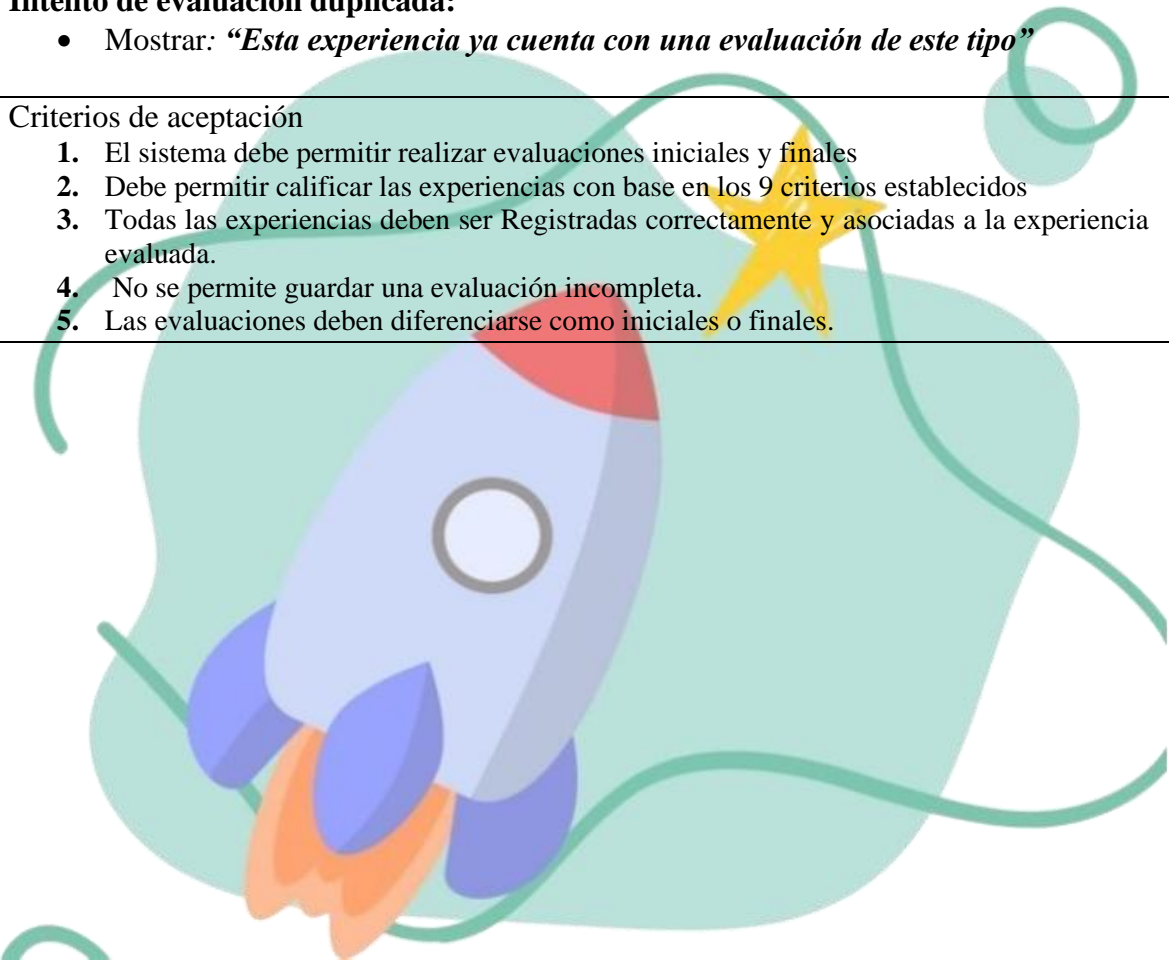 Intento de evaluación duplicada:
• Mostrar: “Esta experiencia ya cuenta con una evaluación de este tipo”
Criterios de aceptación
1. El sistema debe permitir realizar evaluaciones iniciales y finales
2. Debe permitir calificar las experiencias con base en los 9 criterios establecidos
3. Todas las experiencias deben ser Registradas correctamente y asociadas a la experiencia
evaluada.
4. No se permite guardar una evaluación incompleta.
5. Las evaluaciones deben diferenciarse como iniciales o finales.